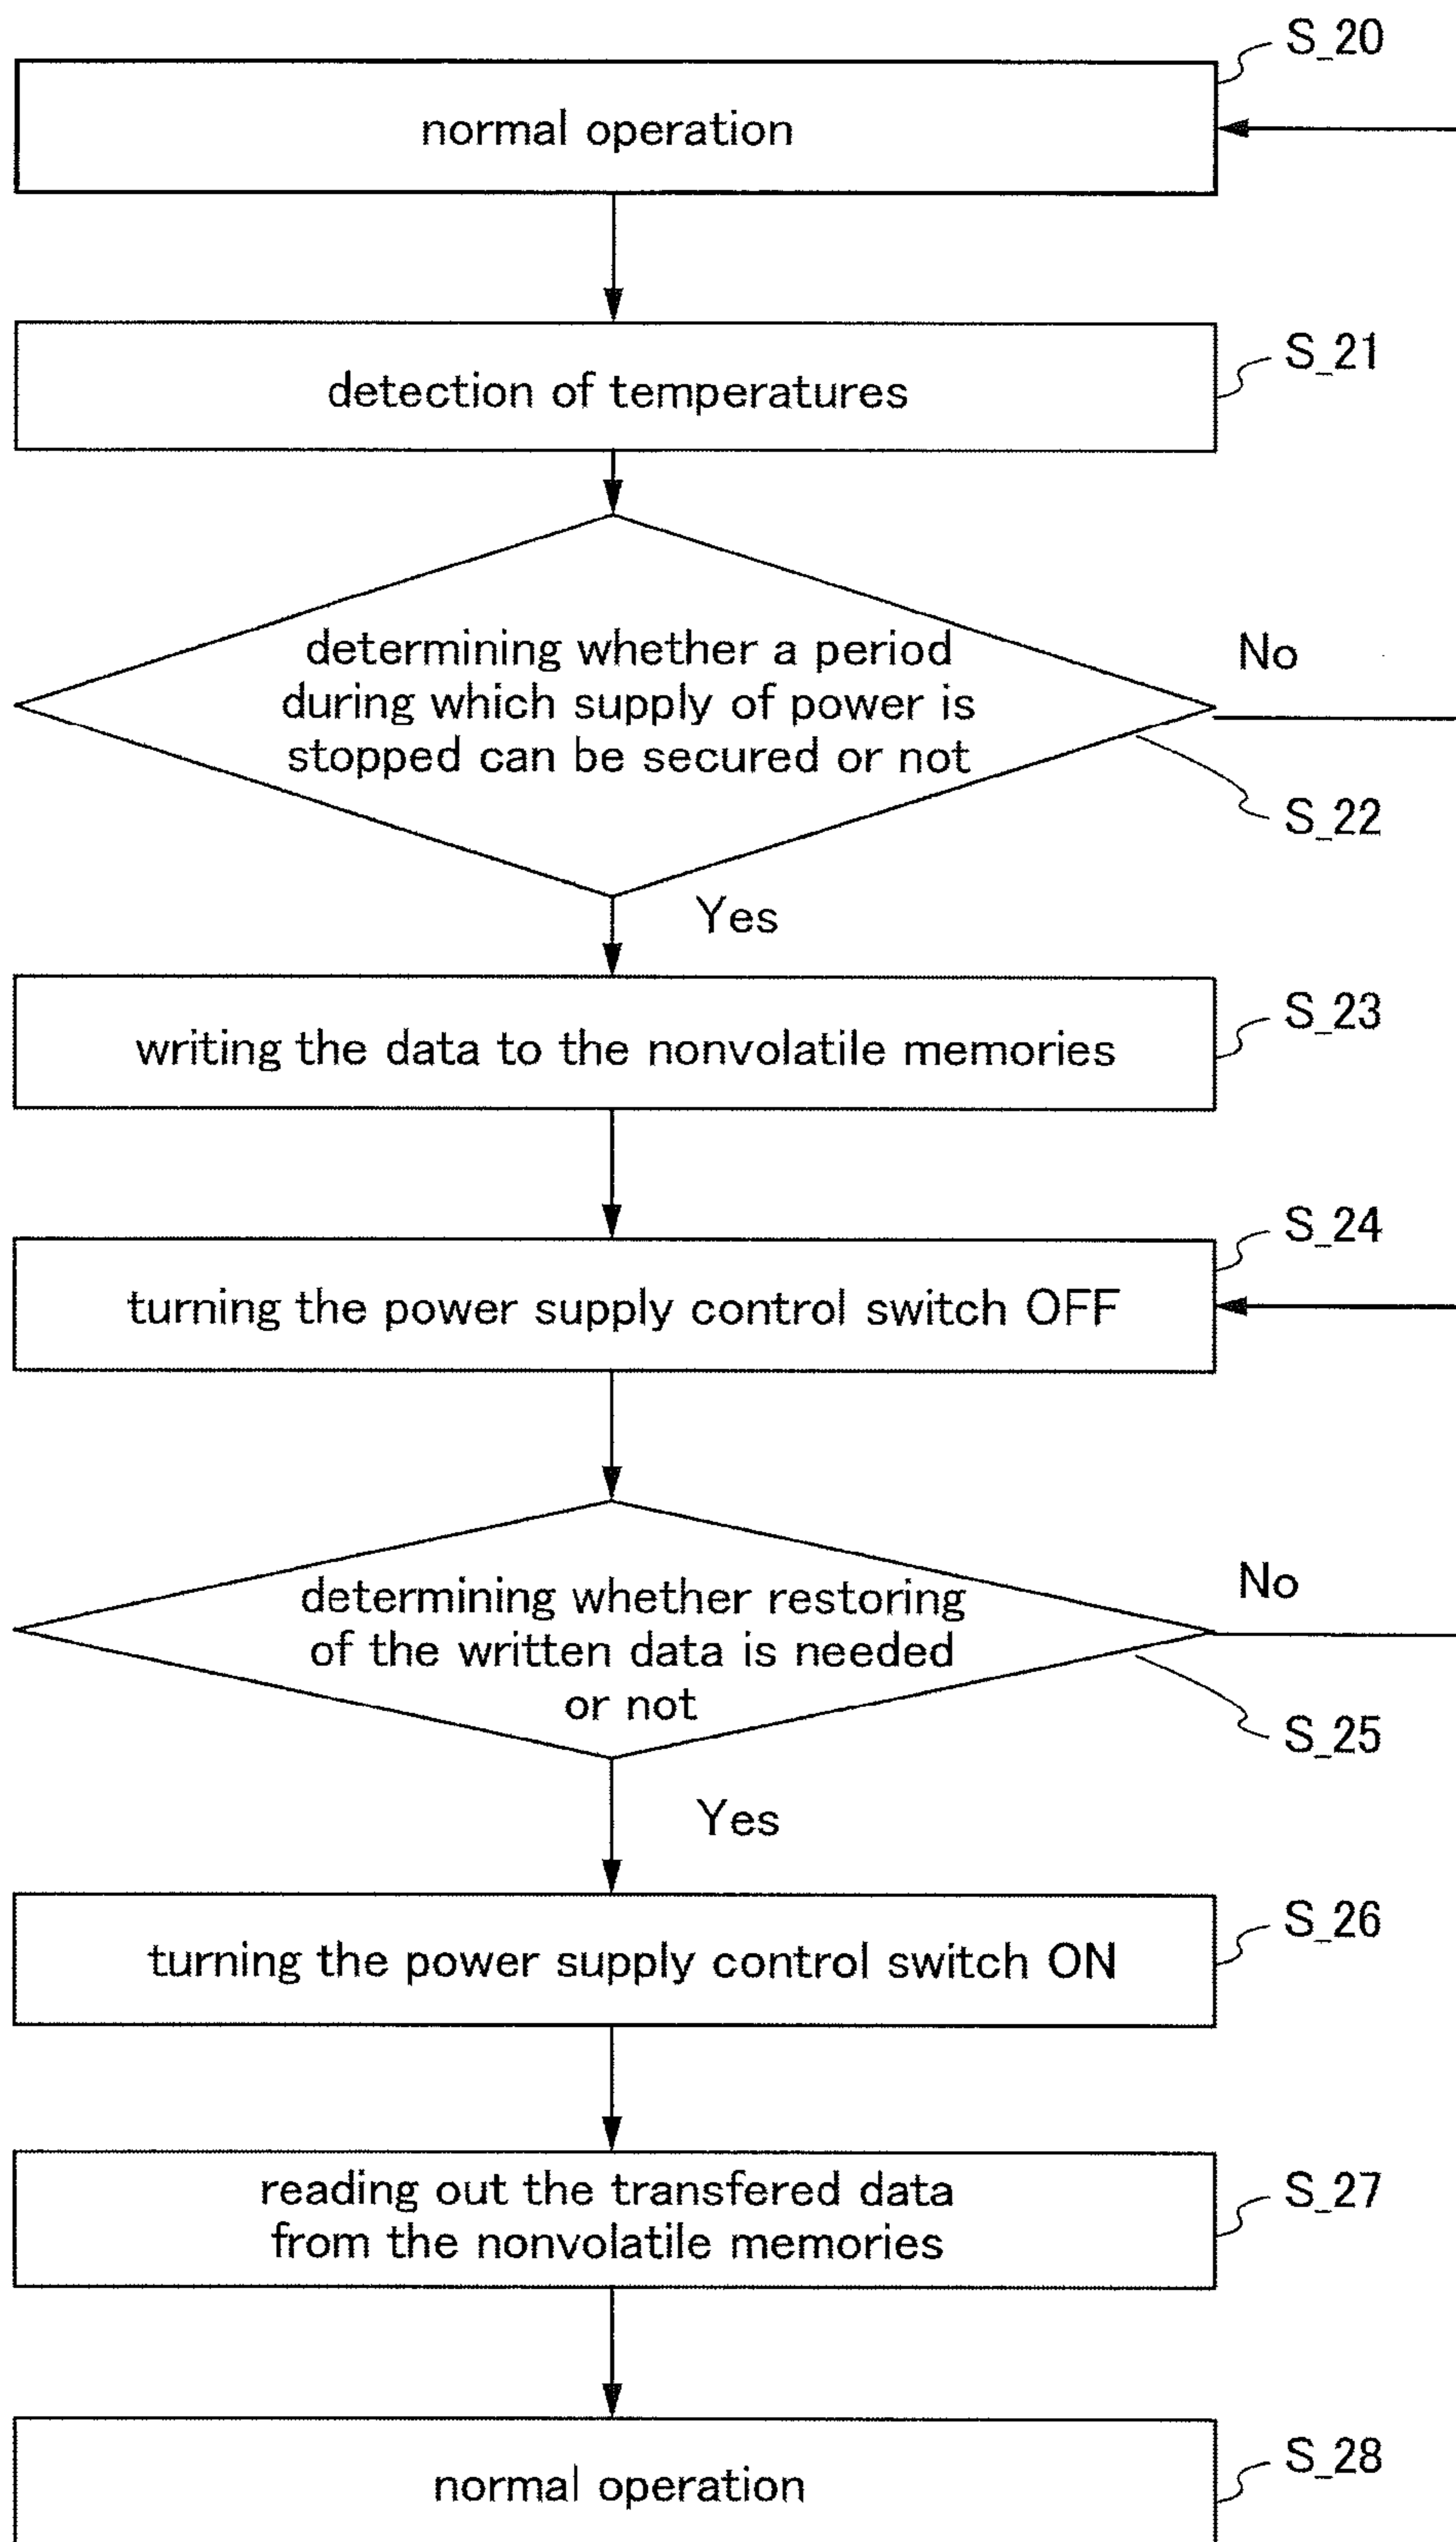 S_20
normal operation
S_21
detection of temperatures
determining whether a period
during which supply of power is
stopped can be secured or not
No
S_22
Yes
S_23
writing the data to the nonvolatile memories
S_24
turning the power supply control switch OFF
determining whether restoring
of the written data is needed
or not
No
S_25
Yes
S_26
turning the power supply control switch ON
S_27
reading out the transfered data
from the nonvolatile memories
S_28
normal operation